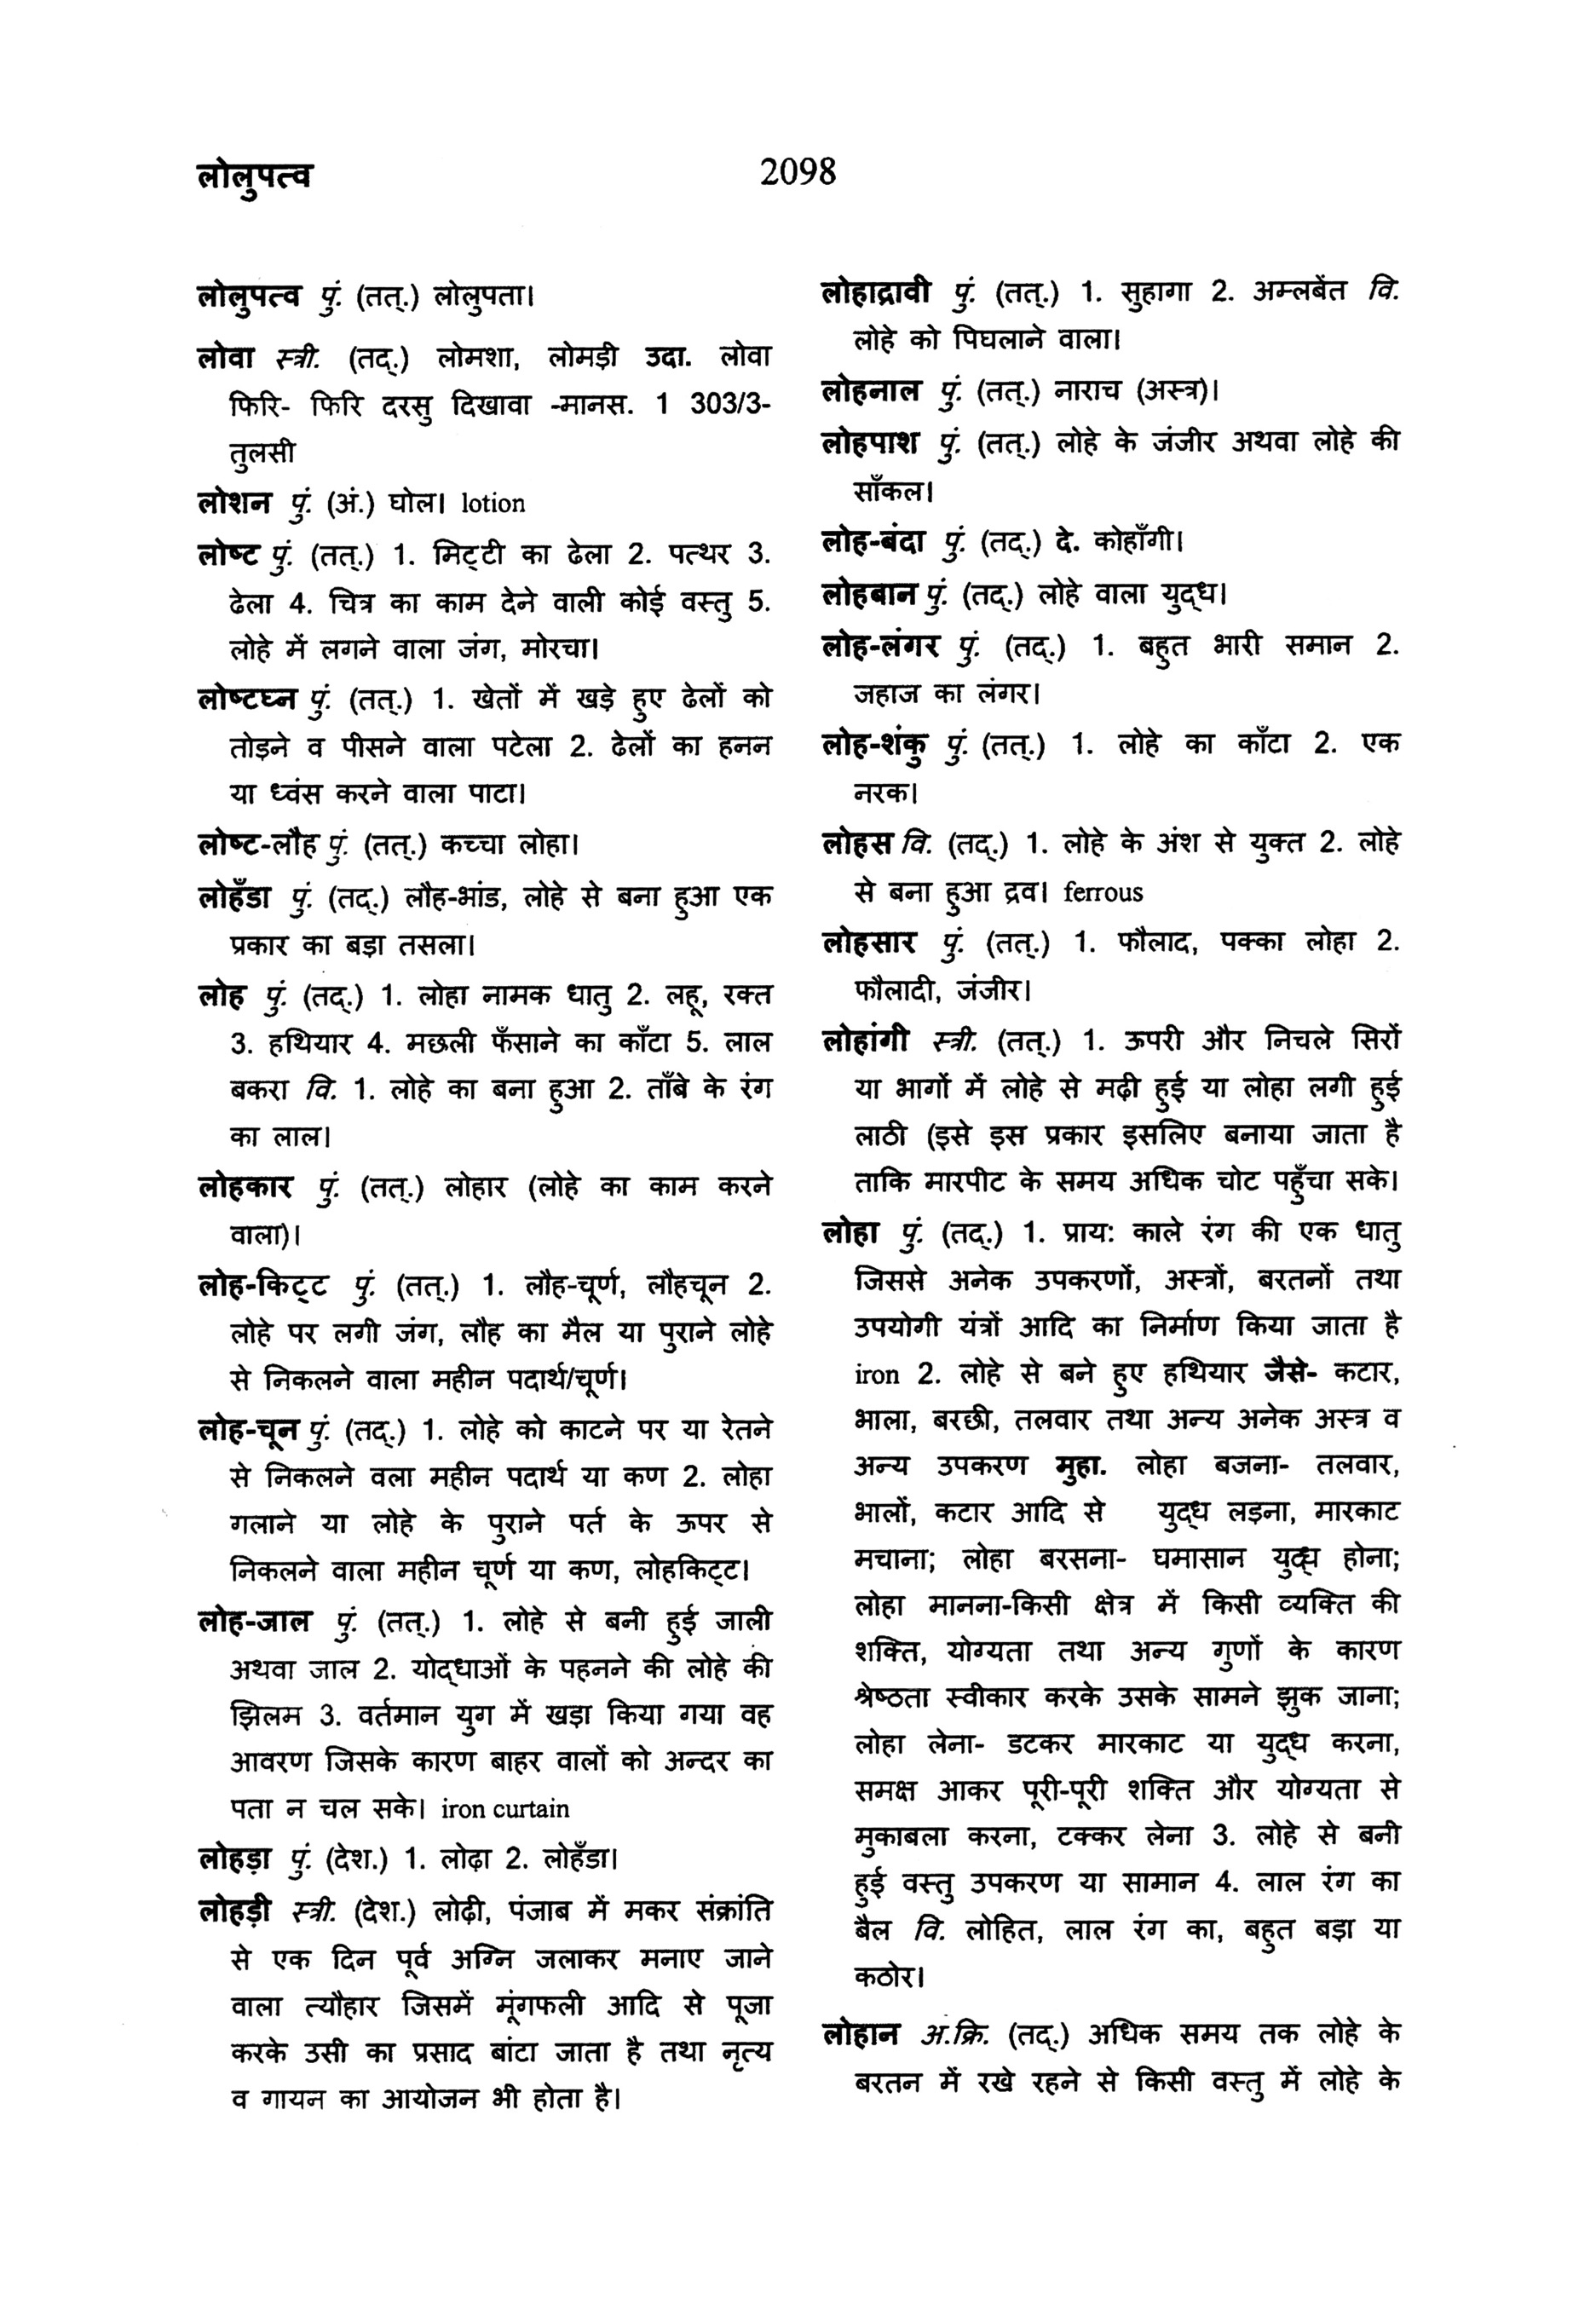 लोलुपत्व
2098
लोलुपत्व पुं. (तत्.) लोलुपता।
लोवा स्त्री. (तद्.) लोमशा, लोमड़ी उदा. लोवा
फिरि- फिरि दरसु दिखावा -मानस. 1 303/3-
तुलसी
लोशन पुं. (अं.) घोल। lotion
लोष्ट पुं. (तत्.) 1. मिट्टी का ढेला 2. पत्थर 3.
ढेला 4. चित्र का काम देने वाली कोई वस्तु 5.
लोहे में लगने वाला जंग, मोरचा।
लोष्टघ्न पुं. (तत्.) 1. खेतों में खड़े हुए ढेलों को
तोड़ने व पीसने वाला पटेला 2. ढेलों का हनन
या ध्वंस करने वाला पाटा।
लोष्ट-लौह पुं. (तत्.) कच्चा लोहा।
लोहँडा पुं. (तद्.) लौह-भांड, लोहे से बना हुआ एक
प्रकार का बड़ा तसला।
लोह पुं. (तद्.) 1. लोहा नामक धातु 2. लहू, रक्त
3. हथियार 4. मछली फँसाने का काँटा 5. लाल
बकरा वि. 1. लोहे का बना हुआ 2. ताँबे के रंग
का लाल।
लोहकार पुं. (तत्.) लोहार (लोहे का काम करने
वाला)।
लोह-किट्ट पुं. (तत्.) 1. लौह-चूर्ण, लौहचून 2.
लोहे पर लगी जंग, लौह का मैल या पुराने लोहे
से निकलने वाला महीन पदार्थ/चूर्ण।
लोह-चून पुं. (तद्.) 1. लोहे को काटने पर या रेतने
से निकलने वला महीन पदार्थ या कण 2. लोहा
गलाने या लोहे के पुराने पर्त के ऊपर से
निकलने वाला महीन चूर्ण या कण, लोहकिट्ट।
लोह-जाल पुं. (तत्.) 1. लोहे से बनी हुई जाली
अथवा जाल 2. योद्धाओं के पहनने की लोहे की
झिलम 3. वर्तमान युग में खड़ा किया गया वह
आवरण जिसके कारण बाहर वालों को अन्दर का
पता न चल सके। iron curtain
लोहड़ा पुं. (देश.) 1. लोढ़ा 2. लोहँडा।
लोहड़ी स्त्री. (देश.) लोढ़ी, पंजाब में मकर संक्रांति
से एक दिन पूर्व अग्नि जलाकर मनाए जाने
वाला त्यौहार जिसमें मूंगफली आदि से पूजा
करके उसी का प्रसाद बांटा जाता है तथा नृत्य
व गायन का आयोजन भी होता है।
लोहाद्रावी पुं. (तत्.) 1. सुहागा 2. अम्लबेंत वि.
लोहे को पिघलाने वाला।
लोहनाल पुं. (तत्.) नाराच (अस्त्र)।
लोहपाश पुं. (तत्.) लोहे के जंजीर अथवा लोहे की
साँकल।
लोह-बंदा पुं. (तद्.) दे. कोहाँगी।
लोहबान पुं. (तद्.) लोहे वाला युद्ध।
लोह-लंगर पुं. (तद्.) 1. बहुत भारी समान 2.
जहाज का लंगर।
लोह-शंकु पुं. (तत्.) 1. लोहे का काँटा 2. एक
नरक।
लोहस वि. (तद्.) 1. लोहे के अंश से युक्त 2. लोहे
से बना हुआ द्रव। ferrous
लोहसार पुं. (तत्.) 1. फौलाद, पक्का लोहा 2.
फौलादी, जंजीर।
लोहांगी स्त्री. (तत्.) 1. ऊपरी और निचले सिरों
या भागों में लोहे से मढ़ी हुई या लोहा लगी हुई
लाठी (इसे इस प्रकार इसलिए बनाया जाता है
ताकि मारपीट के समय अधिक चोट पहुँचा सके।
लोहा पुं. (तद्.) 1. प्राय: काले रंग की एक धातु
जिससे अनेक उपकरणों, अस्त्रों, बरतनों तथा
उपयोगी यंत्रों आदि का निर्माण किया जाता है
iron 2. लोहे से बने हुए हथियार जैसे- कटार,
भाला, बरछी, तलवार तथा अन्य अनेक अस्त्र व
अन्य उपकरण मुहा. लोहा बजना- तलवार,
भालों, कटार आदि से युद्ध लड़ना, मारकाट
मचाना; लोहा बरसना- घमासान युद्ध होना;
लोहा मानना-किसी क्षेत्र में किसी व्यक्ति की
शक्ति, योग्यता तथा अन्य गुणों के कारण
श्रेष्ठता स्वीकार करके उसके सामने झुक जाना;
लोहा लेना- डटकर मारकाट या युद्ध करना,
समक्ष आकर पूरी-पूरी शक्ति और योग्यता से
मुकाबला करना, टक्कर लेना 3. लोहे से बनी
हुई वस्तु उपकरण या सामान 4. लाल रंग का
बैल वि. लोहित, लाल रंग का, बहुत बड़ा या
कठोर।
लोहान अ.क्रि. (तद्.) अधिक समय तक लोहे के
बरतन में रखे रहने से किसी वस्तु में लोहे के